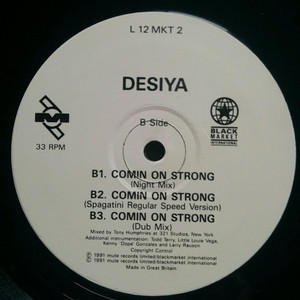 L 12 MKT 2
DESIYA
B Side
33 RPM
BLACK
MARKET
INTERNATIONAL
B1. COMIN ON STRONG
(Night Mix)
B2. COMIN ON STRONG
(Spagatini Regular Speed Version)
B3. COMIN ON STRONG
(Dub Mix)
Mixed by Tony Humphries at 321 Studios, New York
Additional instrumentation: Todd Terry, Little Louie Vega,
Kenny 'Dope' Gonzales and Larry Rauson
Copyright Control
℗ 1991 mute records limited/blackmarket international
© 1991 mute records limited/blackmarket international
Made in Great Britain